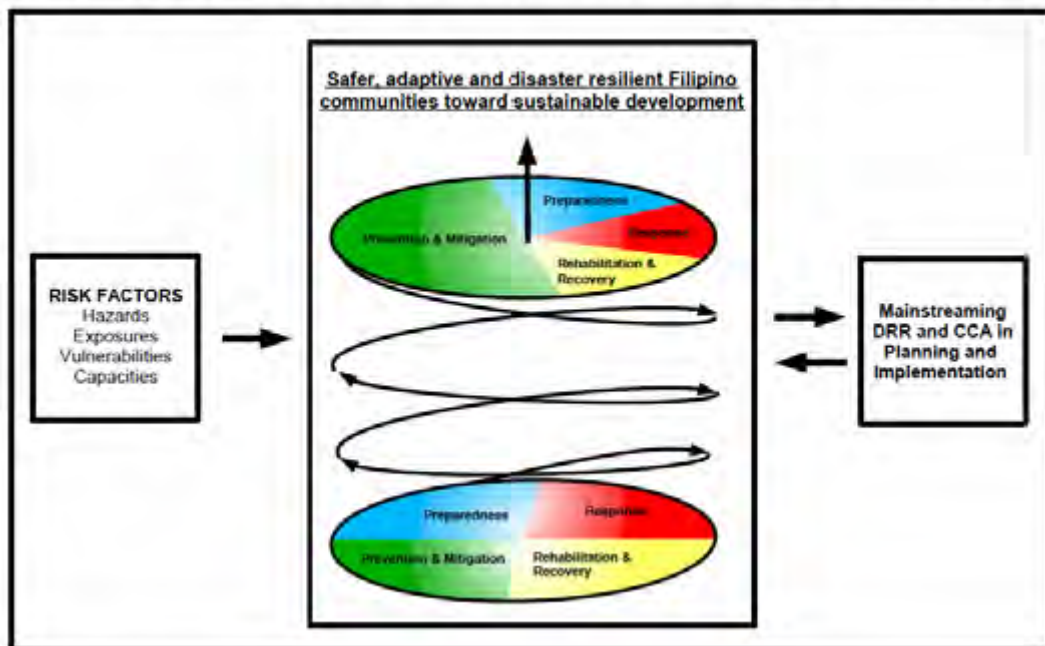 Safer, adaptive and disaster resilient Filipino
communities toward sustainable development
Preparedness
Response
Prevention & Mitigation
Rehabilitation &
Recovery
RISK FACTORS
Hazards
Exposures
Vulnerabilities
Capacities
Mainstreaming
DRR and CCA in
Planning and
Implementation
Preparedness
Response
Prevention & Mitigation
Rehabilitation &
Recovery